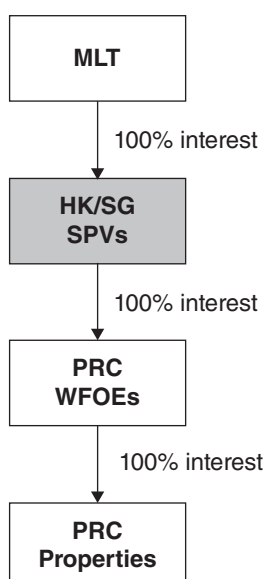 MLT
100% interest
HK/SG
SPVs
100% interest
PRC
WFOEs
100% interest
PRC
Properties